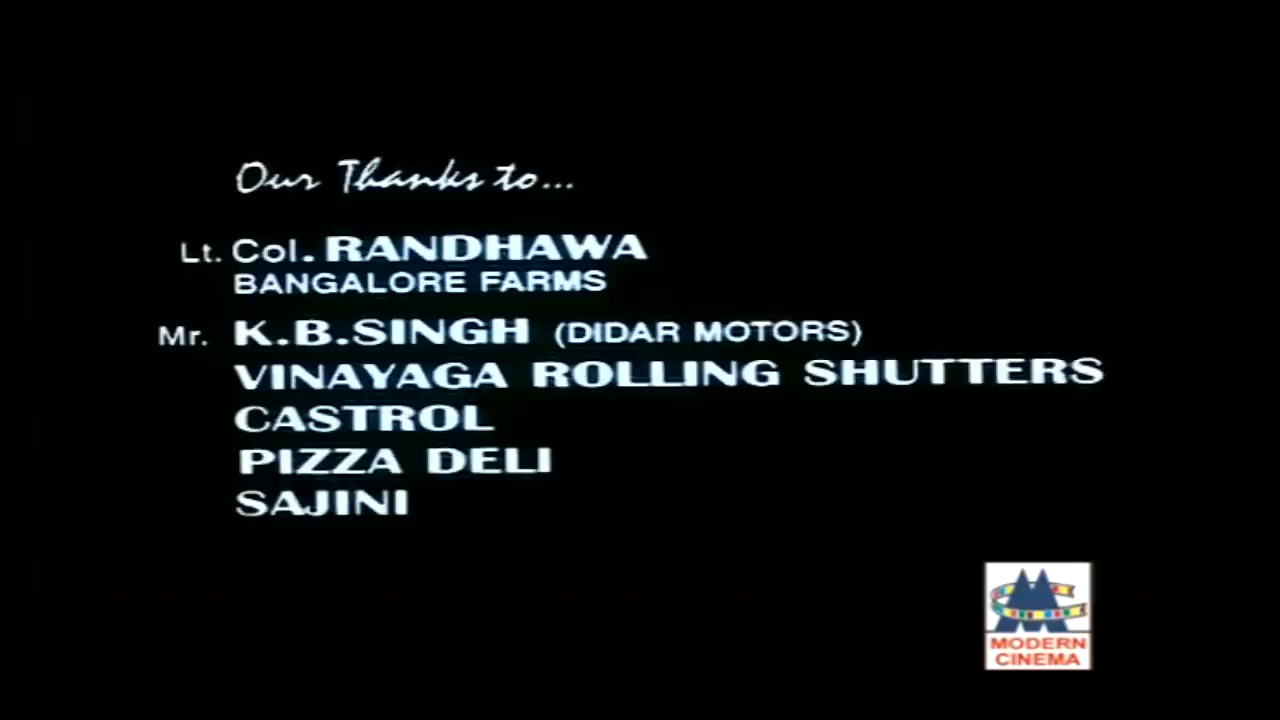 Our Thanks to...
Lt. Col. RANDHAWA
BANGALORE FARMS
Mr. K.B.SINGH (DIDAR MOTORS)
VINAYAGA ROLLING SHUTTERS
CASTROL
PIZZA DELI
SAJINI
MODERN
CINEMA